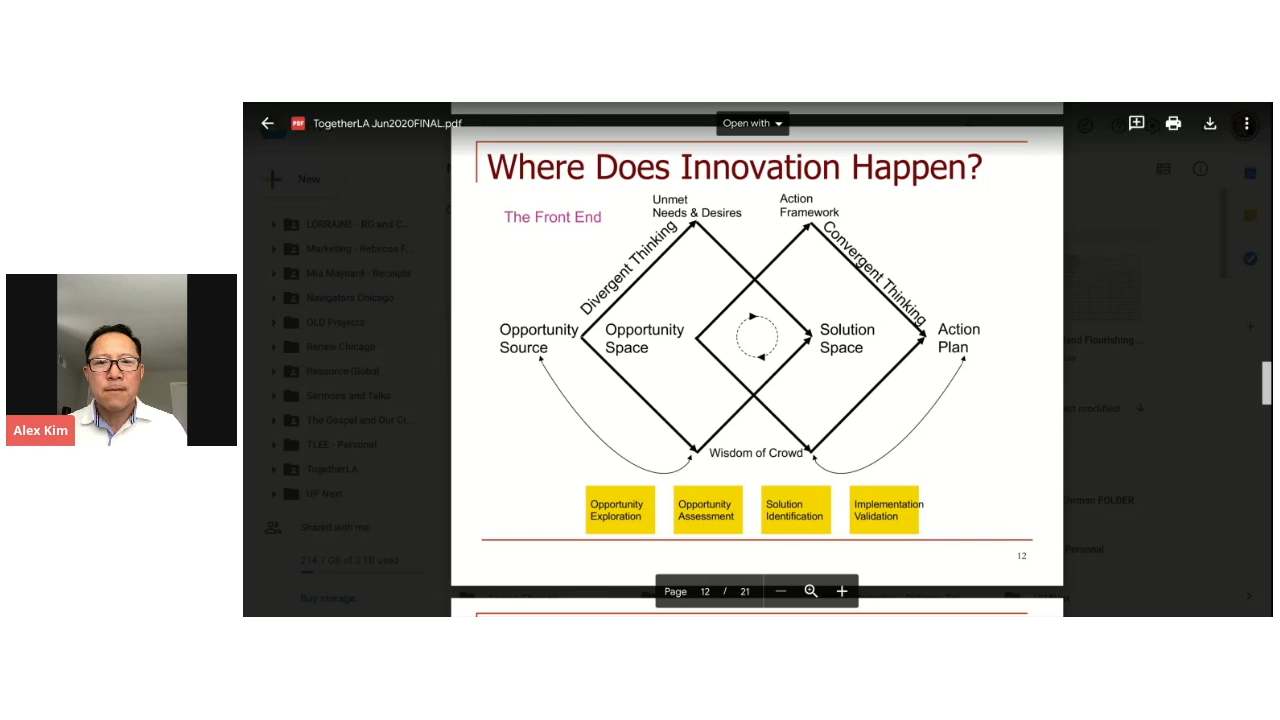 TogetherLA Jun2020FINAL.pdf
Open with
New
LORRAINE - RG and C...
Marketing - Rebecca F...
Mia Maynard - Receipts
Navigators Chicago
OLD Projects
Renew Chicago
Resource Global
Sermons and Talks
The Gospel and Our Ci...
TLEE - Personal
TogetherLA
UP Next
Shared with me
214.7 GB of 2 TB used
Buy storage
Where Does Innovation Happen?
The Front End
Unmet
Needs & Desires
Action
Framework
Divergent Thinking
Convergent Thinking
Opportunity
Source
Opportunity
Space
Solution
Space
Action
Plan
Wisdom of Crowd
Opportunity
Exploration
Opportunity
Assessment
Solution
Identification
Implementation
Validation
12
Page 12 / 21
and Flourishing ...
ast modified
FOLDER
Personal
Alex Kim